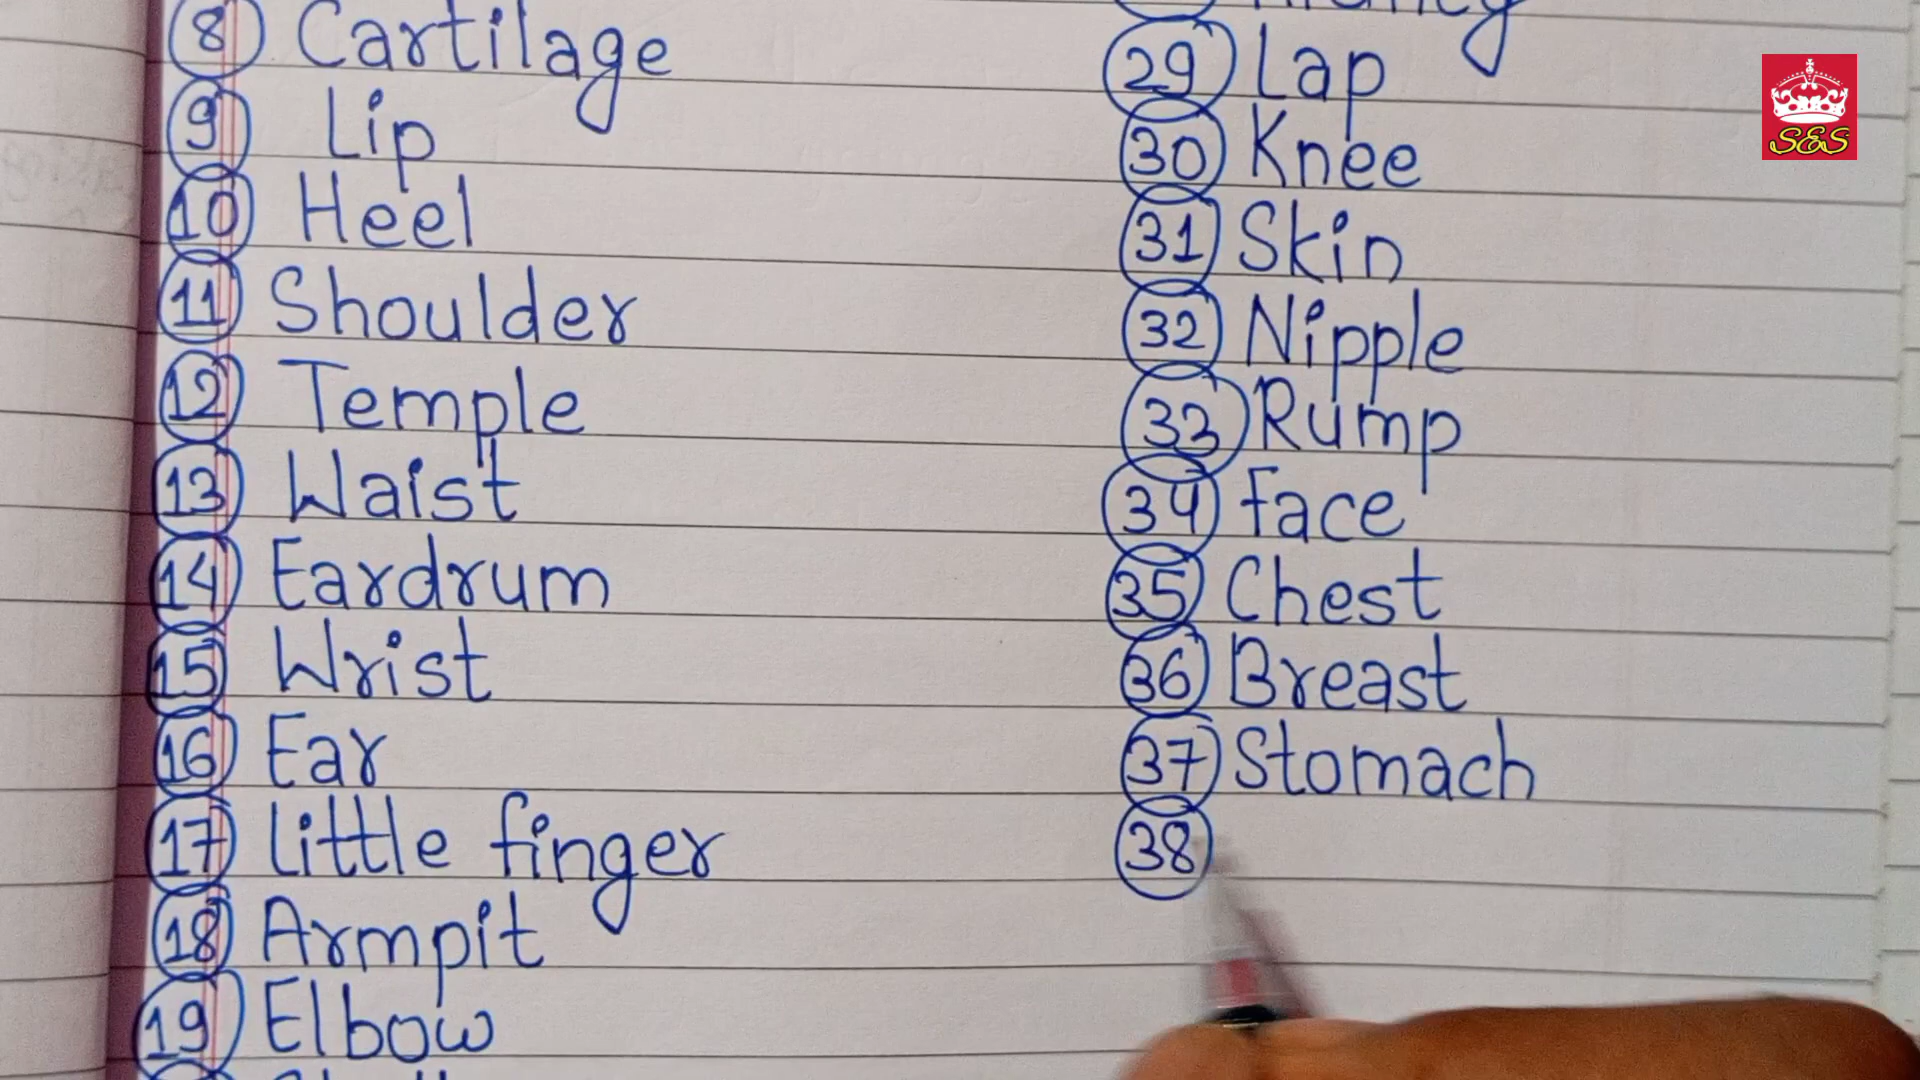 8 Cartilage
9 Lip
10 Heel
11 Shoulder
12 Temple
13 Waist
14 Eardrum
15 Wrist
16 Ear
17 little finger
18 Armpit
19 Elbow
29 Lap
30 Knee
31 Skin
32 Nipple
33 Rump
34 face
35 Chest
36 Breast
37 Stomach
38
S&S